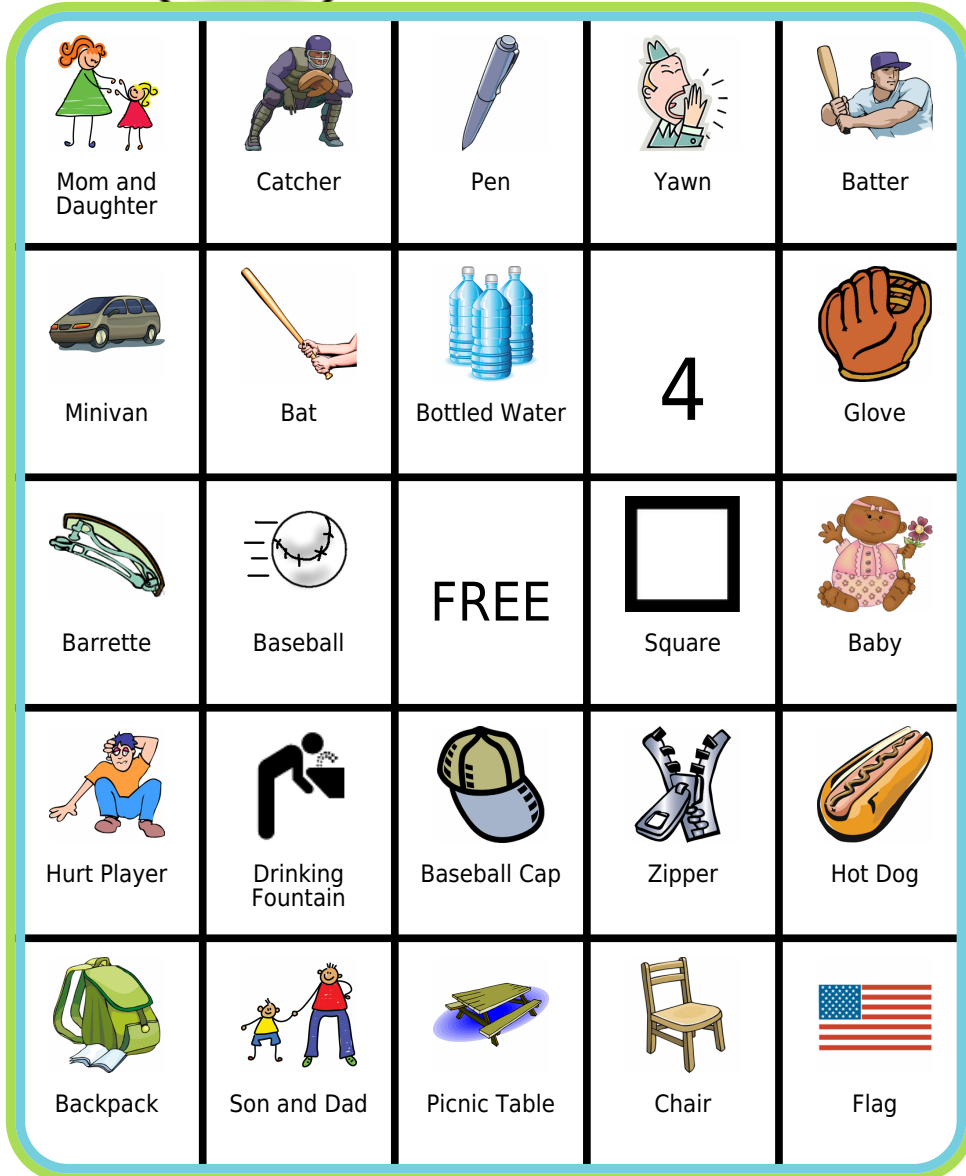 Mom and
Daughter
Catcher
Pen
Yawn
Batter
Minivan
Bat
Bottled Water
4
Glove
Barrette
Baseball
FREE
Square
Baby
Hurt Player
Drinking
Fountain
Baseball Cap
Zipper
Hot Dog
Backpack
Son and Dad
Picnic Table
Chair
Flag